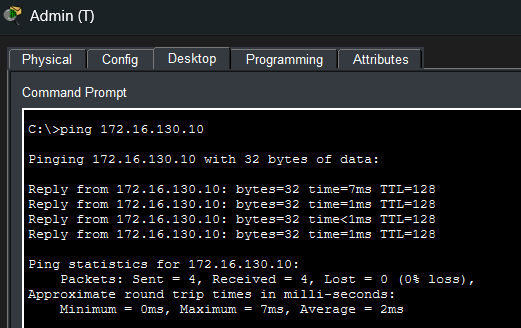 Admin (T)
Physical Config Desktop Programming Attributes
Command Prompt
C:\>ping 172.16.130.10
Pinging 172.16.130.10 with 32 bytes of data:
Reply from 172.16.130.10: bytes=32 time=7ms TTL=128
Reply from 172.16.130.10: bytes=32 time=1ms TTL=128
Reply from 172.16.130.10: bytes=32 time<1ms TTL=128
Reply from 172.16.130.10: bytes=32 time=1ms TTL=128
Ping statistics for 172.16.130.10:
    Packets: Sent = 4, Received = 4, Lost = 0 (0% loss),
Approximate round trip times in milli-seconds:
    Minimum = 0ms, Maximum = 7ms, Average = 2ms